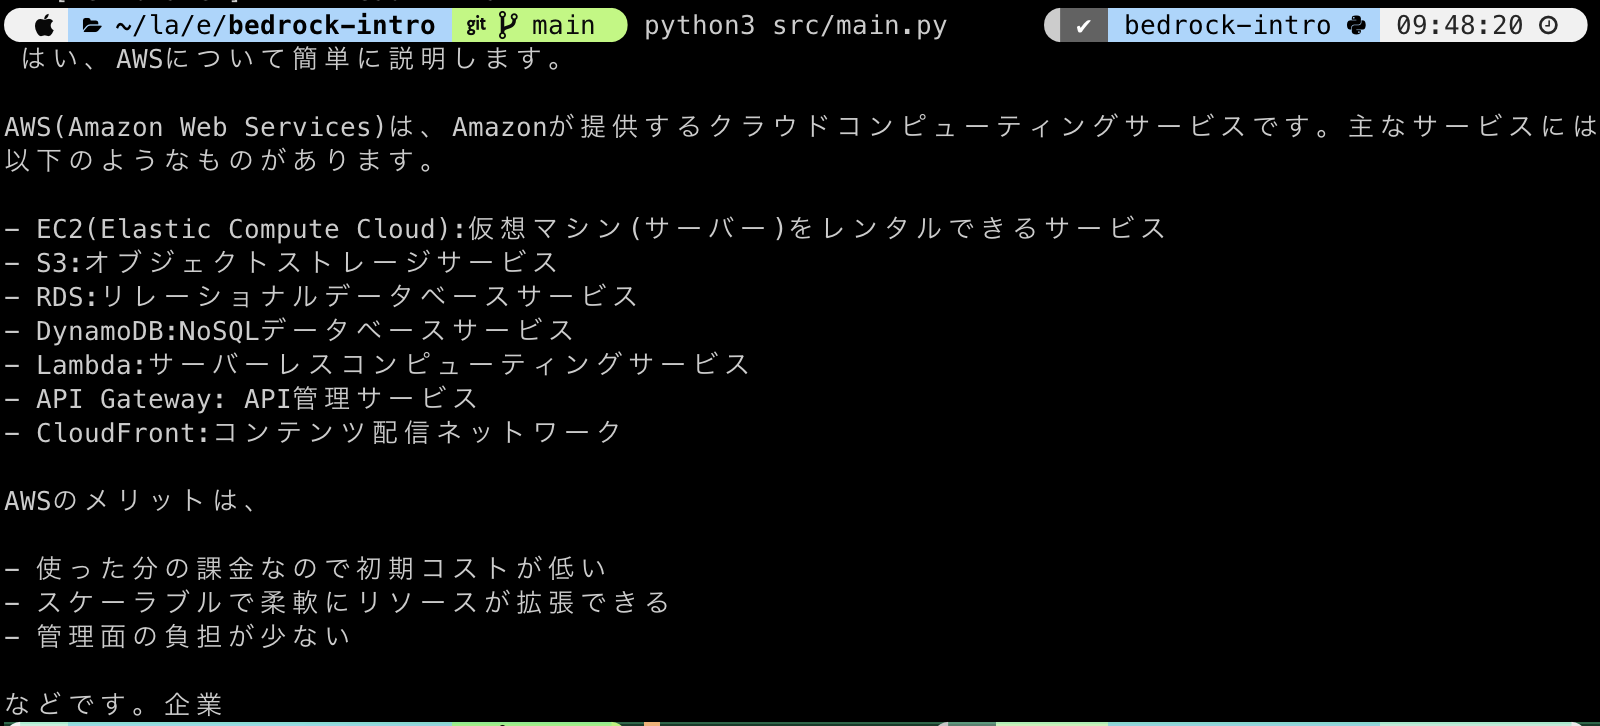 ~/la/e/bedrock-intro git main python3 src/main.py ✔ bedrock-intro 09:48:20
はい、AWSについて簡単に説明します。
AWS(Amazon Web Services)は、Amazonが提供するクラウドコンピューティングサービスです。主なサービスには
以下のようなものがあります。
- EC2(Elastic Compute Cloud):仮想マシン(サーバー)をレンタルできるサービス
- S3:オブジェクトストレージサービス
- RDS:リレーショナルデータベースサービス
- DynamoDB:NoSQLデータベースサービス
- Lambda:サーバーレスコンピューティングサービス
- API Gateway: API管理サービス
- CloudFront:コンテンツ配信ネットワーク
AWSのメリットは、
- 使った分の課金なので初期コストが低い
- スケーラブルで柔軟にリソースが拡張できる
- 管理面の負担が少ない
などです。企業